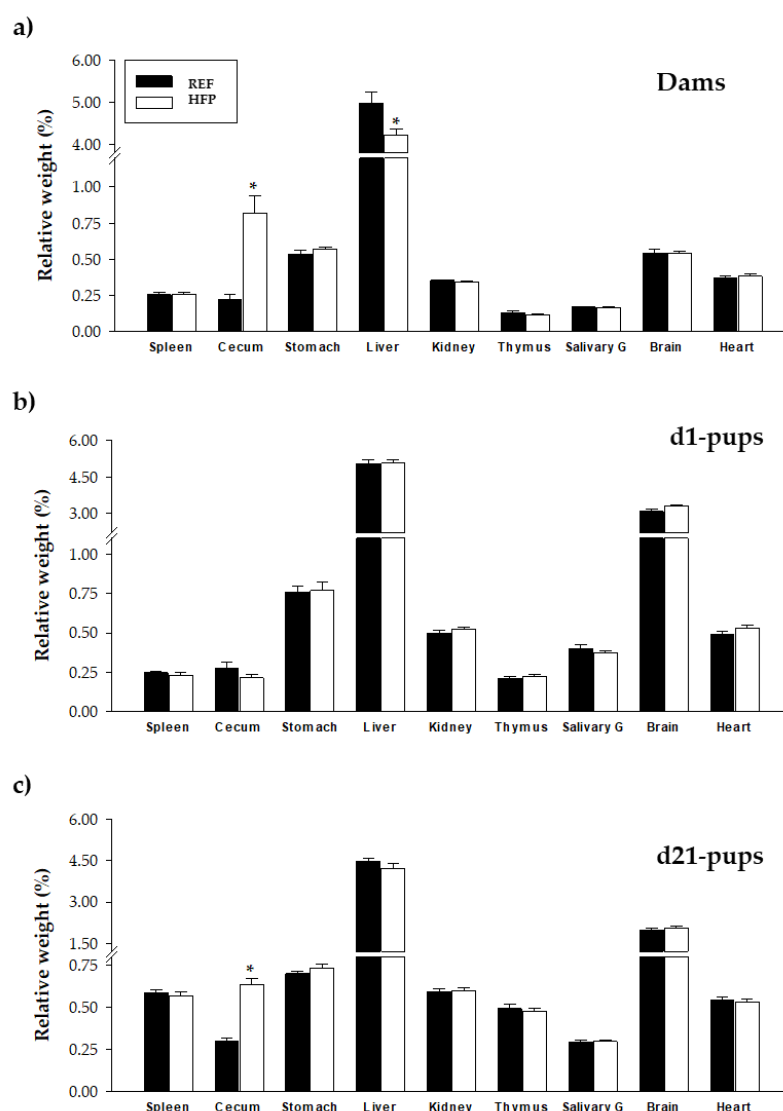 a)
Dams
REF
HFP
Relative weight (%)
6.00
5.00
4.00
1.00
0.75
0.50
0.25
0.00
*
*
Spleen Cecum Stomach Liver Kidney Thymus Salivary G Brain Heart
b)
d1-pups
Relative weight (%)
6.00
4.50
3.00
1.00
0.75
0.50
0.25
0.00
Spleen Cecum Stomach Liver Kidney Thymus Salivary G Brain Heart
c)
d21-pups
Relative weight (%)
6.00
4.50
3.00
1.50
0.75
0.50
0.25
0.00
*
Spleen Cecum Stomach Liver Kidney Thymus Salivary G Brain Heart